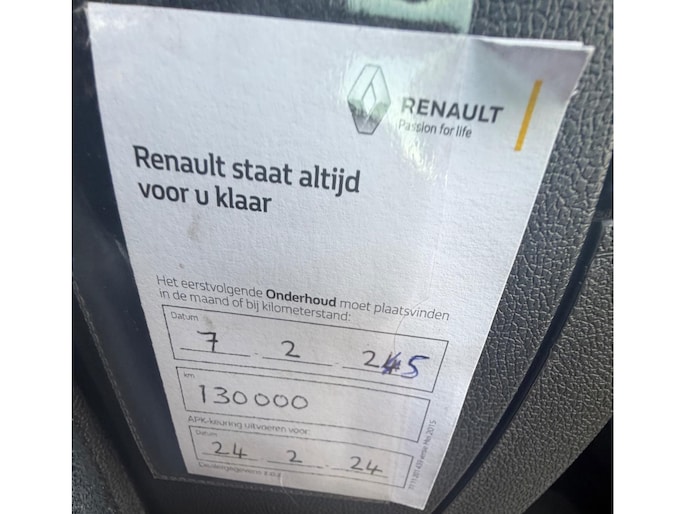 RENAULT
Passion for life
Renault staat altijd
voor u klaar
Het eerstvolgende Onderhoud moet plaatsvinden
in de maand of bij kilometerstand:
Datum
7 . 2 . 245
km
130000
APK-keuring uitvoeren voor:
Datum
24 . 2 . 24